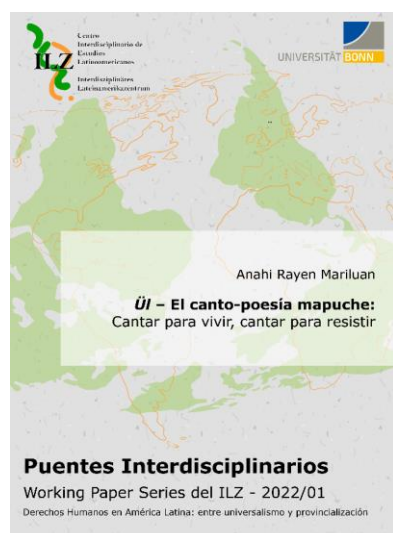 ILZ
Centro
Interdisciplinario de
Estudios
Latinoamericanos
Interdisziplinäres
Lateinamerikazentrum
UNIVERSITÄT BONN
Anahi Rayen Mariluan
Ül – El canto-poesía mapuche:
Cantar para vivir, cantar para resistir
Puentes Interdisciplinarios
Working Paper Series del ILZ - 2022/01
Derechos Humanos en América Latina: entre universalismo y provincialización